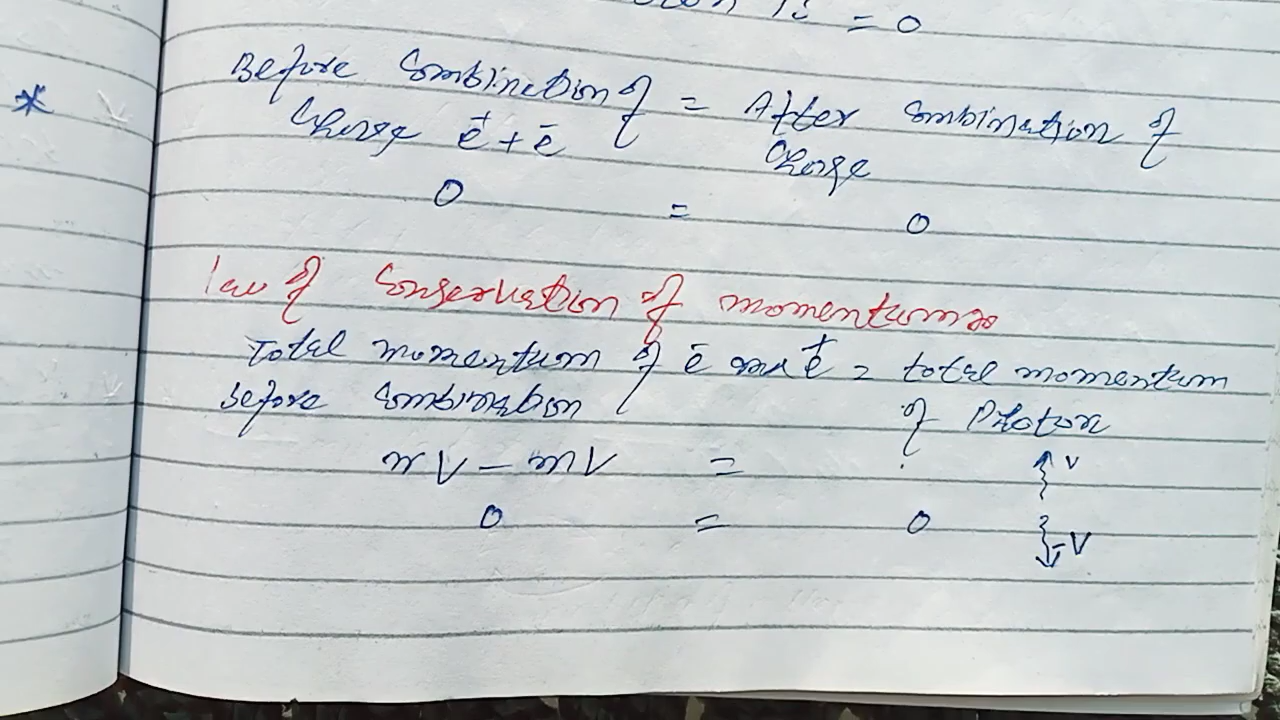 = 0
Before Combination of = After Combination of
Charge e⁺ + e⁻ Charge
0 = 0
law of Conservation of momentum
Total momentum of e⁻ and e⁺ = total momentum
before Combination of Photon
mV - mV = V
0 = 0 -V